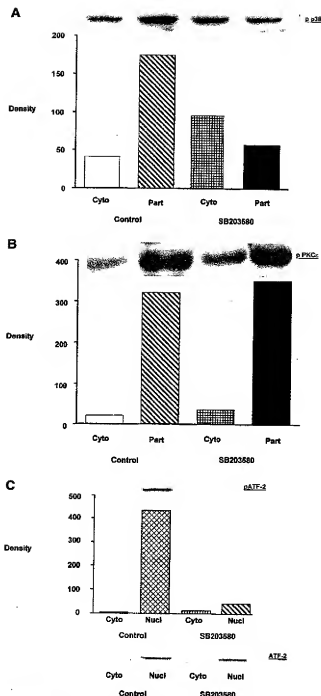 A
p p38
200
150
Density
100
50
0
Cyto Part Cyto Part
Control SB203580
B
p PKCε
400
300
Density
200
100
0
Cyto Part Cyto Part
Control SB203580
C
pATF-2
500
400
Density
300
200
100
0
Cyto Nucl Cyto Nucl
Control SB203580
ATF-2
Cyto Nucl Cyto Nucl
Control SB203580